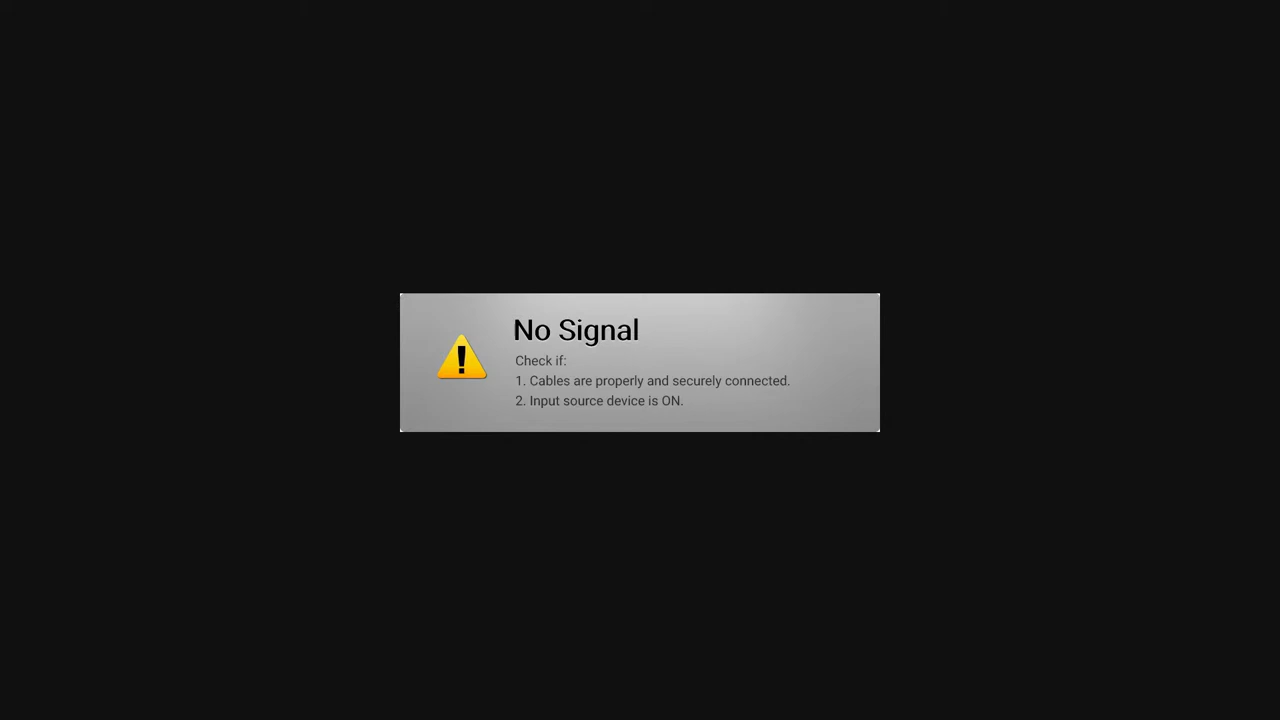 No Signal
Check if:
1. Cables are properly and securely connected.
2. Input source device is ON.